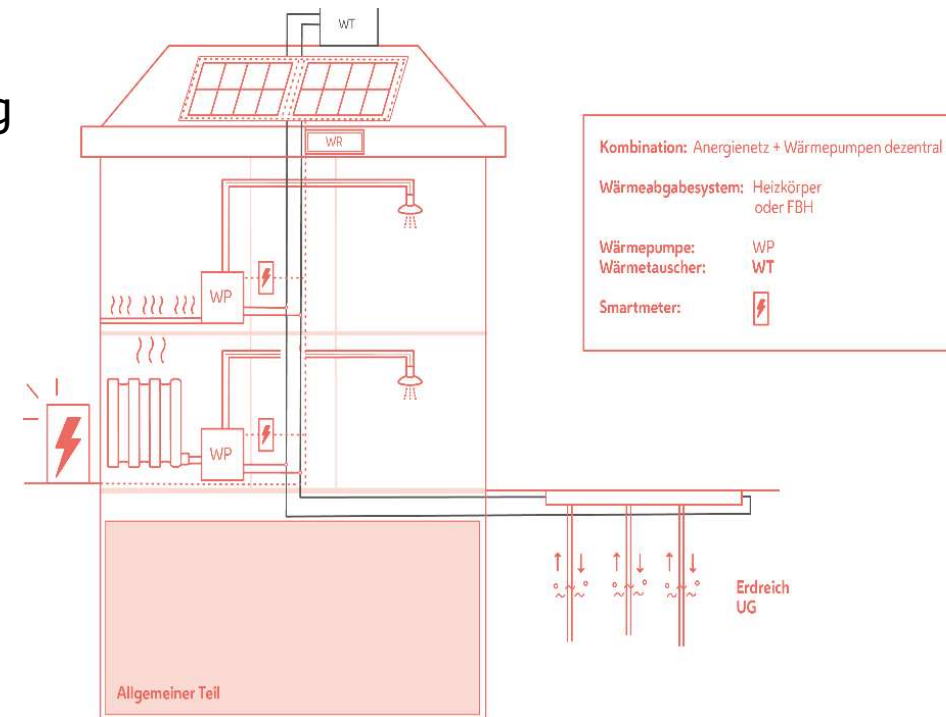 WT
g
WR
Kombination: Anergienetz + Wärmepumpen dezentral
Wärmeabgabesystem: Heizkörper
oder FBH
Wärmepumpe: WP
Wärmetauscher: WT
Smartmeter:
WP
WP
Erdreich
UG
Allgemeiner Teil